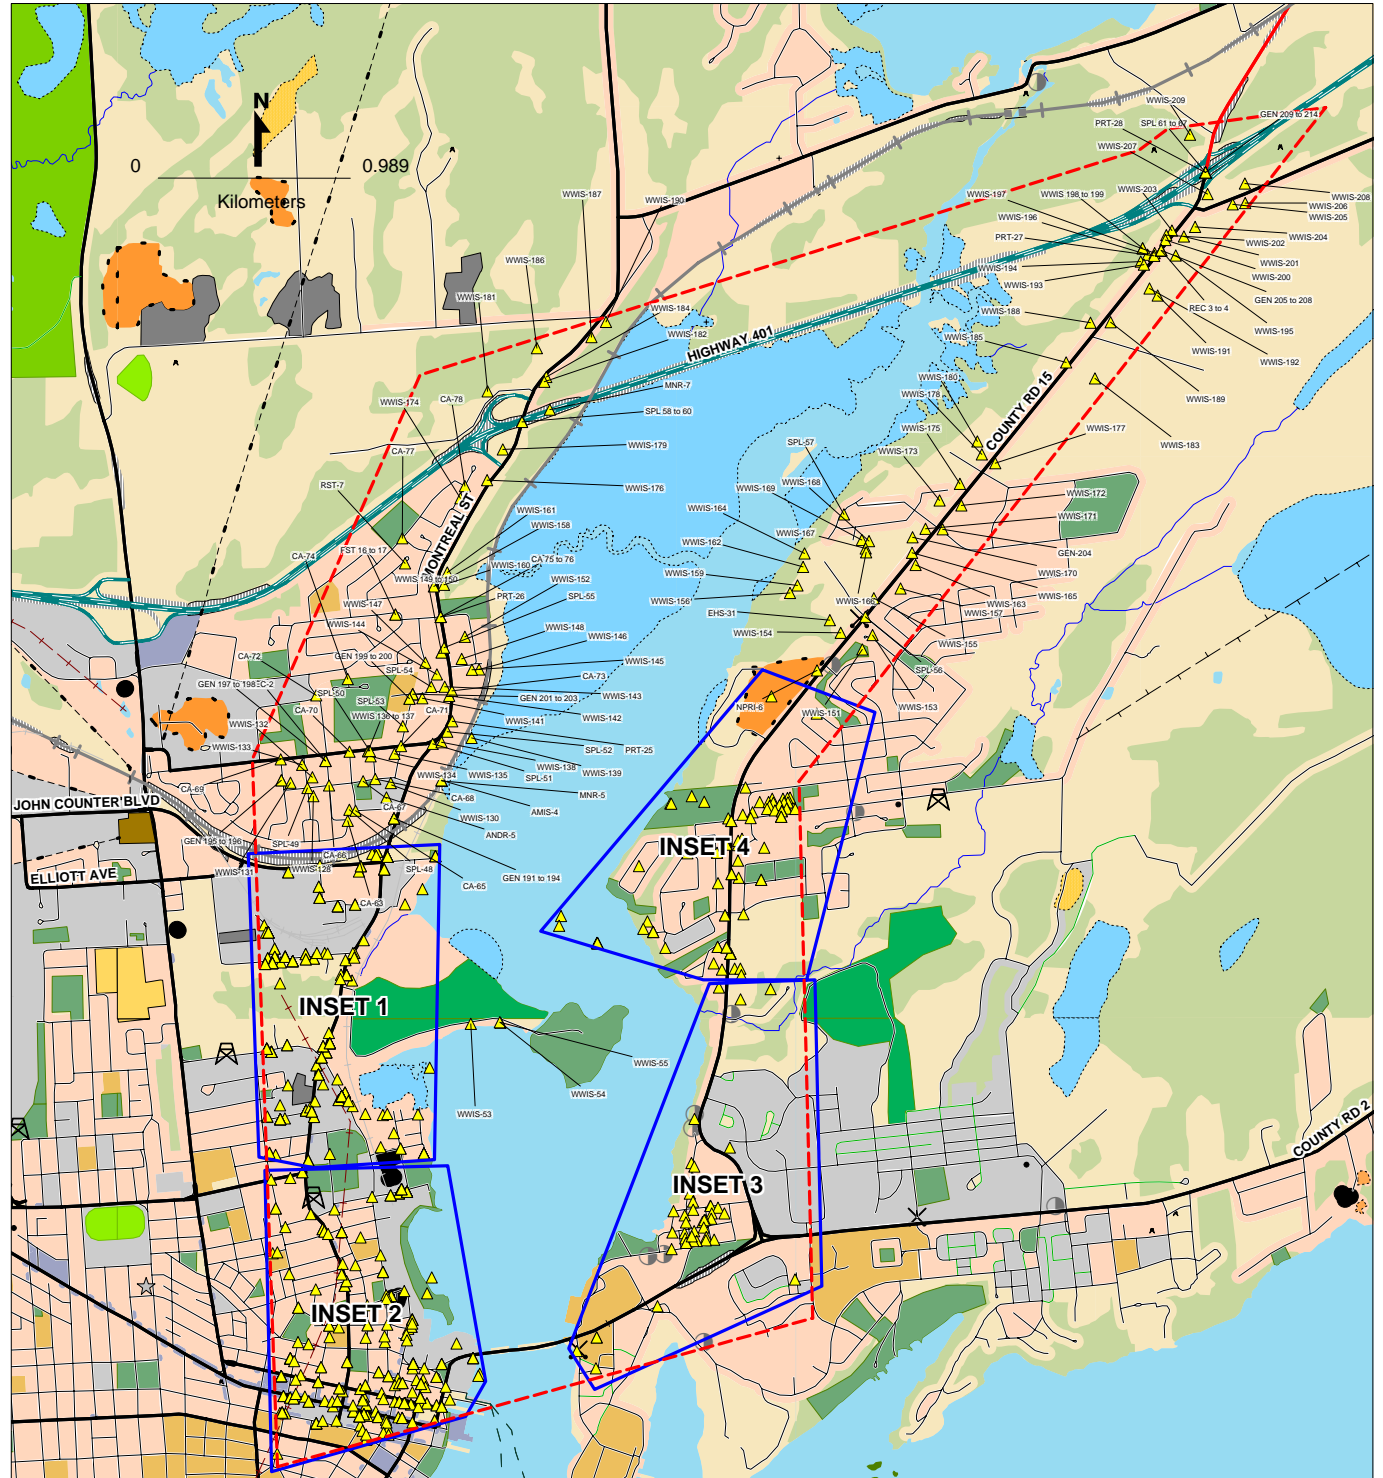 WWIS-209
PRT-28
SPL 61 to 67
GEN 209 to 214
WWIS-207
N
0
0.989
Kilometers
WWIS-187
WWIS-190
WWIS-197
WWIS 198 to 199
WWIS-203
WWIS-208
WWIS-206
WWIS-205
WWIS-196
PRT-27
WWIS-204
WWIS-202
WWIS-186
WWIS-194
WWIS-201
WWIS-200
WWIS-193
WWIS-181
GEN 205 to 208
WWIS-184
REC 3 to 4
WWIS-188
WWIS-195
WWIS-182
HIGHWAY 401
WWIS-185
WWIS-191
WWIS-192
MNR-7
WWIS-180
WWIS-178
WWIS-189
WWIS-174
CA-78
SPL 58 to 60
COUNTY RD 15
WWIS-175
WWIS-177
WWIS-179
SPL-57
WWIS-183
CA-77
WWIS-173
RST-7
WWIS-176
WWIS-169
WWIS-168
WWIS-172
MONTREAL ST
WWIS-161
WWIS-164
WWIS-171
WWIS-158
WWIS-167
WWIS-162
CA-74
FST 16 to 17
CA 75 to 76
GEN-204
WWIS-160
WWIS 149 to 150
WWIS-152
WWIS-159
WWIS-170
PRT-26
SPL-55
WWIS-156
WWIS-166
WWIS-165
WWIS-147
WWIS-163
EHS-31
WWIS-157
WWIS-144
WWIS-148
WWIS-146
WWIS-154
WWIS-155
CA-72
GEN 199 to 200
WWIS-145
SPL-54
SPL-56
CA-73
GEN 197 to 198
SPL-50
SPL-53
GEN 201 to 203
WWIS-143
NPRI-6
WWIS-151
WWIS-153
CA-70
CA-71
WWIS 136 to 137
WWIS-142
WWIS-132
WWIS-141
WWIS-133
SPL-52
PRT-25
WWIS-138
WWIS-139
WWIS-134
WWIS-135
SPL-51
CA-69
MNR-5
JOHN COUNTER BLVD
CA-68
CA-67
AMIS-4
WWIS-130
ANDR-5
GEN 195 to 196
SPL-49
INSET 4
CA-66
WWIS-131
WWIS-128
SPL-48
ELLIOTT AVE
GEN 191 to 194
CA-65
CA-63
INSET 1
WWIS-55
WWIS-54
WWIS-53
COUNTY RD 2
INSET 3
INSET 2